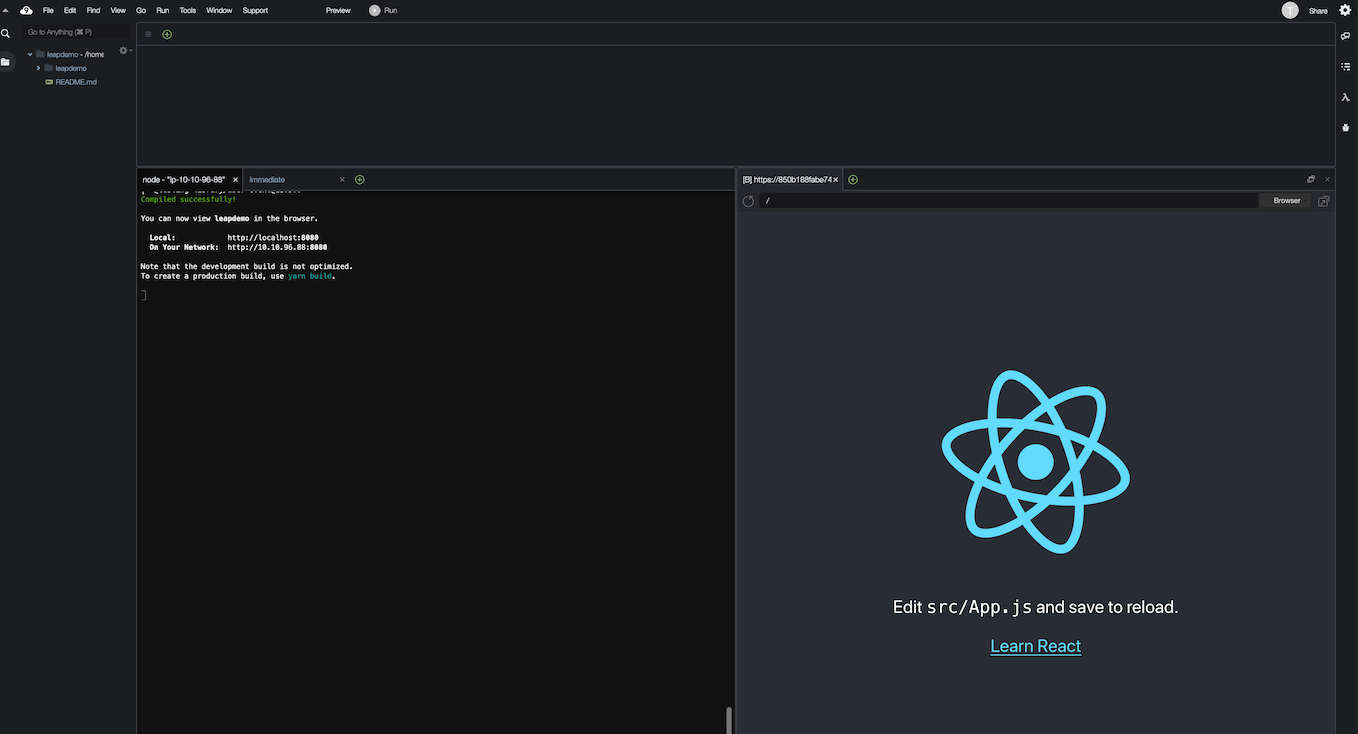 File Edit Find View Go Run Tools Window Support Preview Run T Share
Go to Anything (⌘ P)
leapdemo - /home
leapdemo
README.md
node - "ip-10-10-96-88" × Immediate ×
Compiled successfully!
You can now view leapdemo in the browser.
Local: http://localhost:8080
On Your Network: http://10.10.96.88:8080
Note that the development build is not optimized.
To create a production build, use yarn build.
[B] https://850b188fabe74 ×
/ Browser
Edit src/App.js and save to reload.
Learn React